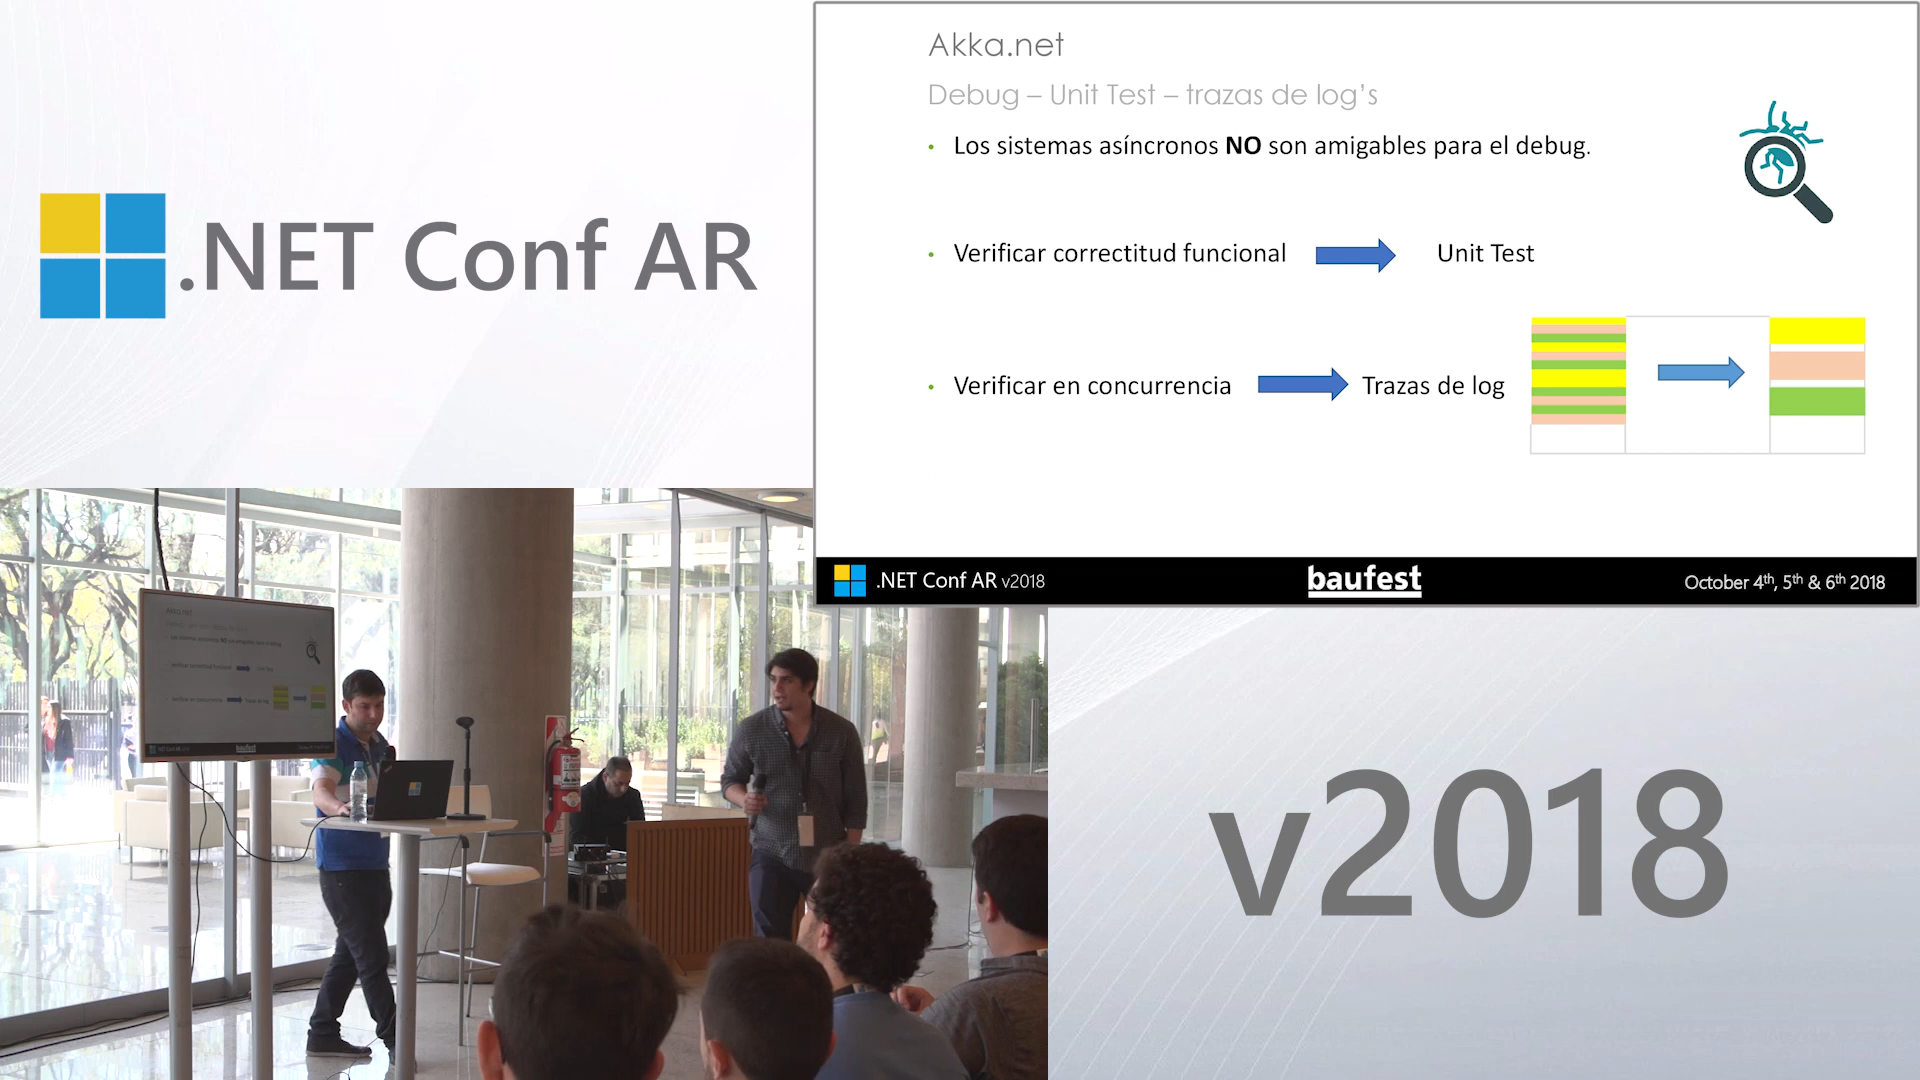 .NET Conf AR
Akka.net
Debug – Unit Test – trazas de log’s
• Los sistemas asíncronos NO son amigables para el debug.
• Verificar correctitud funcional Unit Test
• Verificar en concurrencia Trazas de log
.NET Conf AR v2018 baufest October 4th, 5th & 6th 2018
baufest
v2018